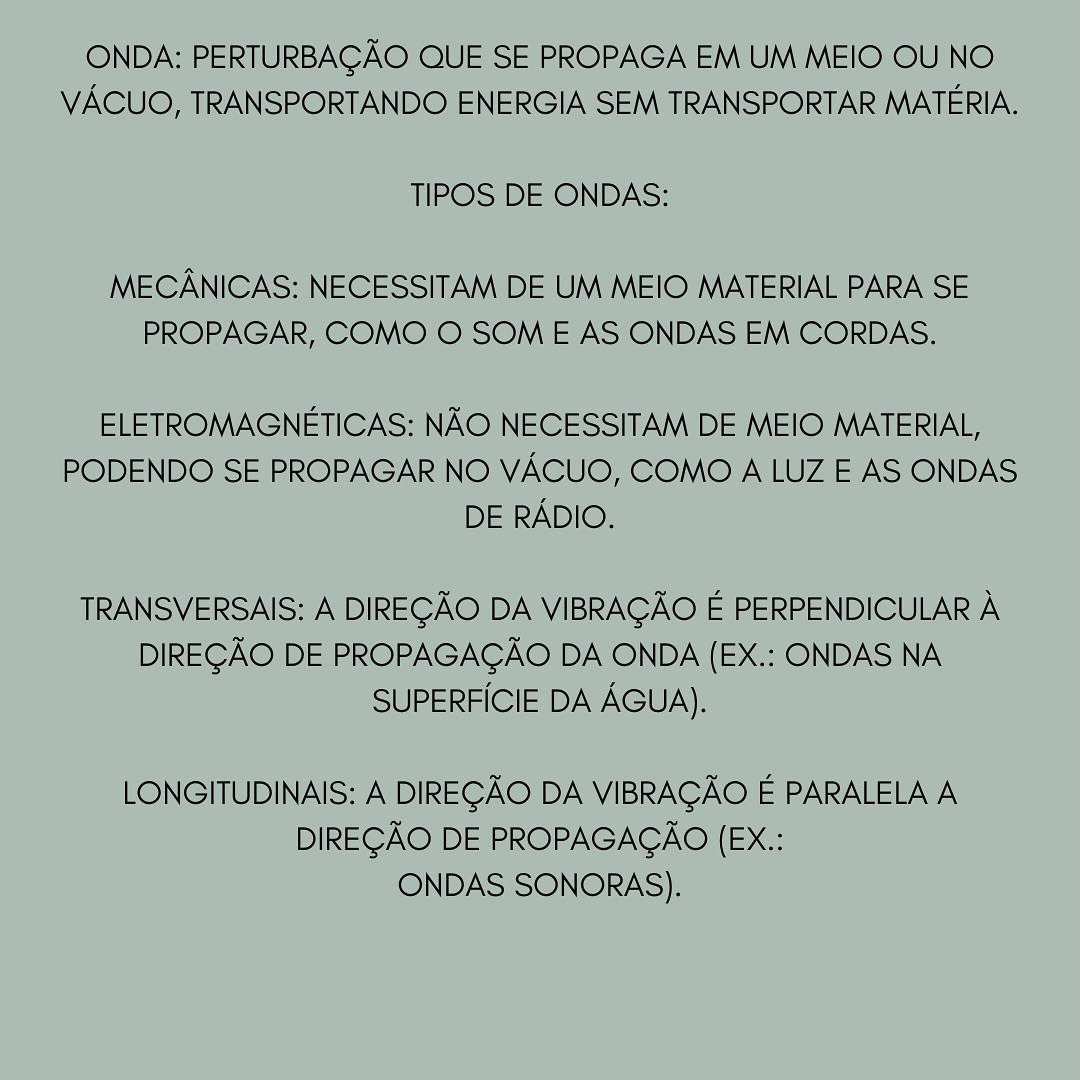 ONDA: PERTURBAÇÃO QUE SE PROPAGA EM UM MEIO OU NO
VÁCUO, TRANSPORTANDO ENERGIA SEM TRANSPORTAR MATÉRIA.
TIPOS DE ONDAS:
MECÂNICAS: NECESSITAM DE UM MEIO MATERIAL PARA SE
PROPAGAR, COMO O SOM E AS ONDAS EM CORDAS.
ELETROMAGNÉTICAS: NÃO NECESSITAM DE MEIO MATERIAL,
PODENDO SE PROPAGAR NO VÁCUO, COMO A LUZ E AS ONDAS
DE RÁDIO.
TRANSVERSAIS: A DIREÇÃO DA VIBRAÇÃO É PERPENDICULAR À
DIREÇÃO DE PROPAGAÇÃO DA ONDA (EX.: ONDAS NA
SUPERFÍCIE DA ÁGUA).
LONGITUDINAIS: A DIREÇÃO DA VIBRAÇÃO É PARALELA A
DIREÇÃO DE PROPAGAÇÃO (EX.:
ONDAS SONORAS).